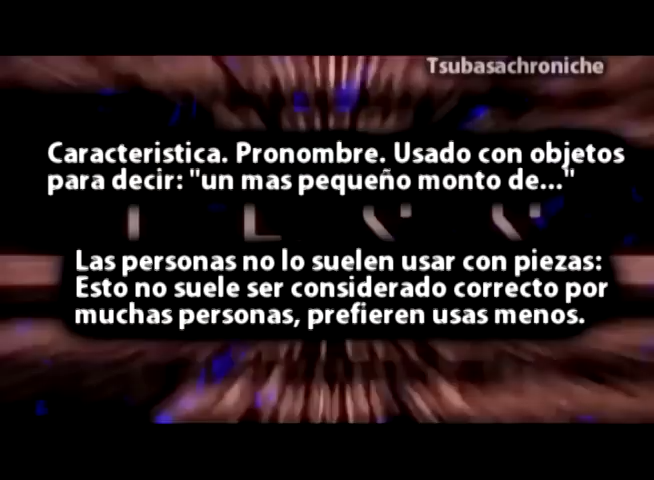 Tsubasachroniche
Caracteristica. Pronombre. Usado con objetos
para decir: "un mas pequeño monto de..."
Las personas no lo suelen usar con piezas:
Esto no suele ser considerado correcto por
muchas personas, prefieren usas menos.